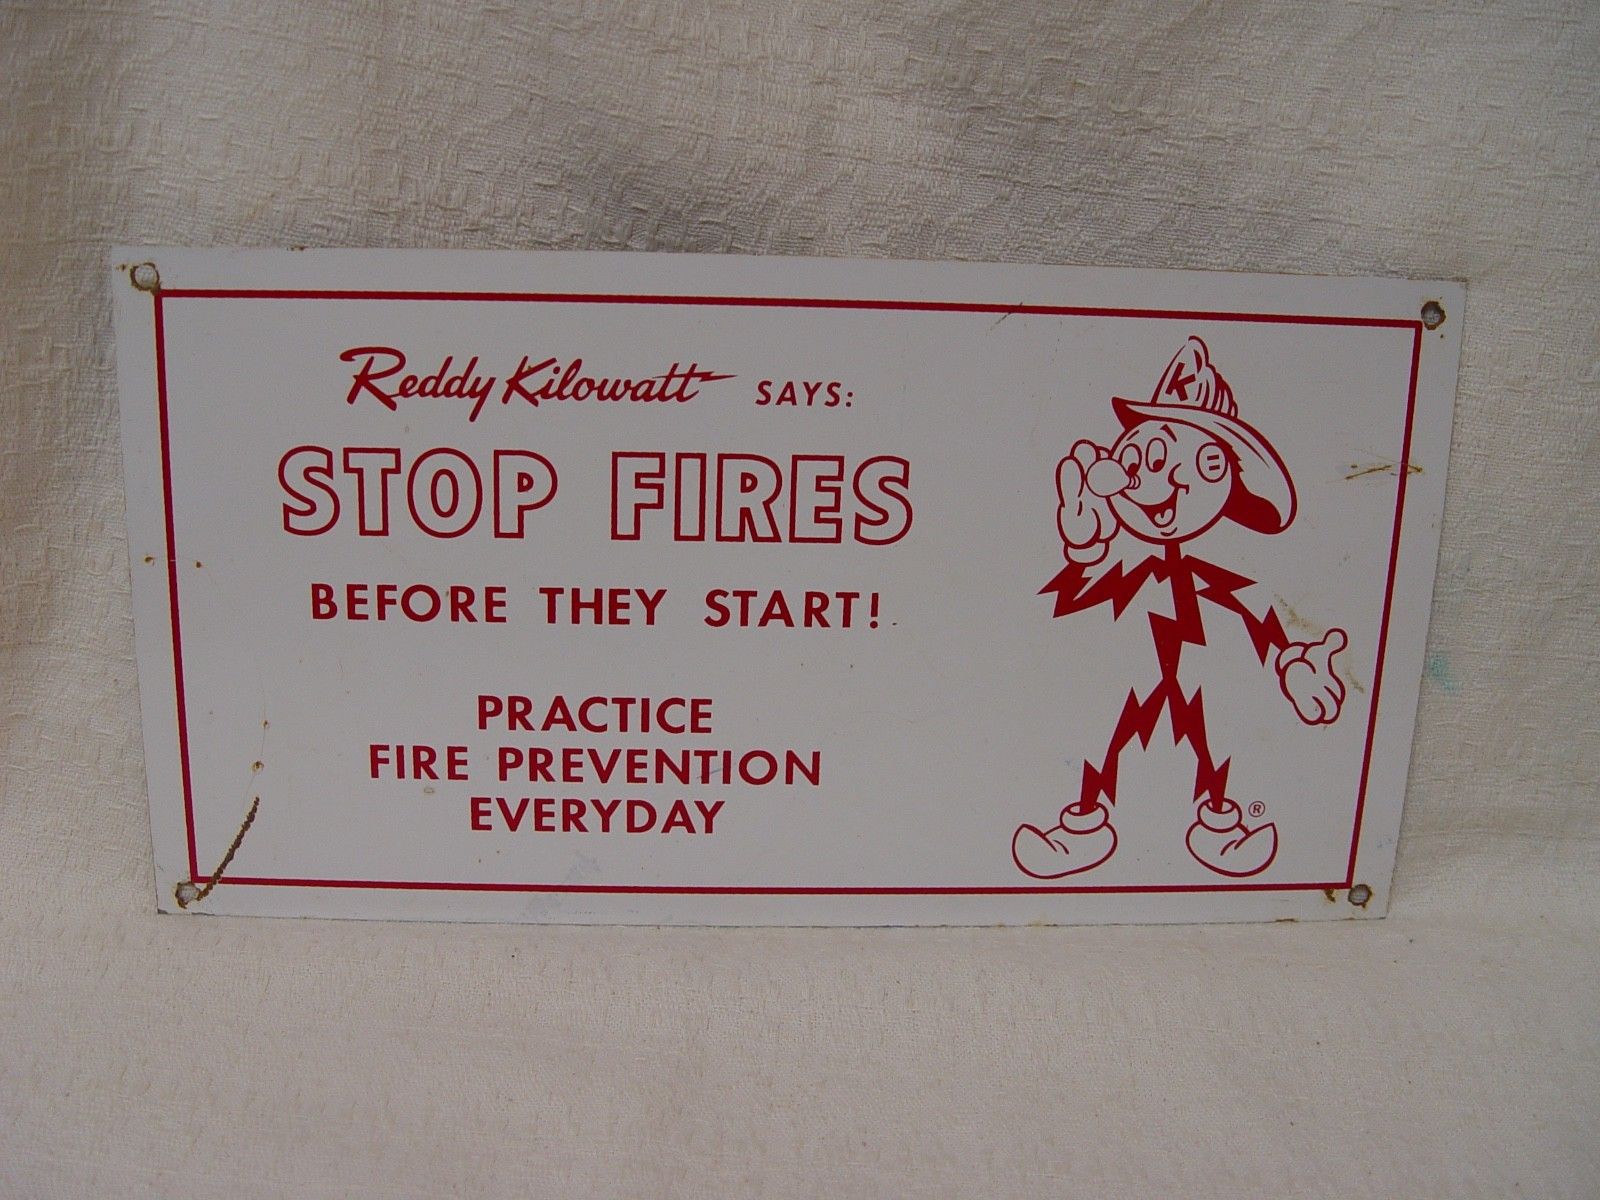 Reddy Kilowatt SAYS:
STOP FIRES
BEFORE THEY START!
PRACTICE
FIRE PREVENTION
EVERYDAY
K
®